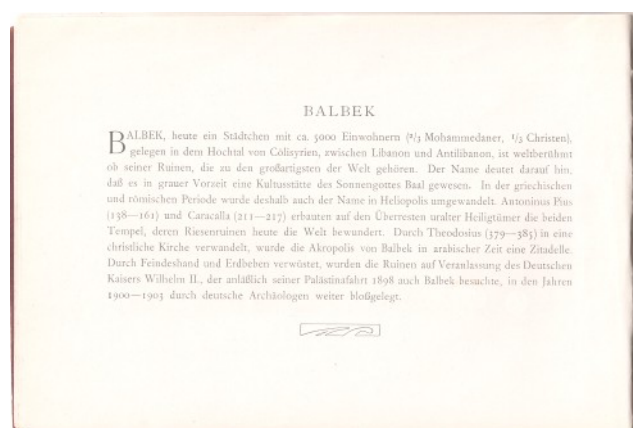 BALBEK
BALBEK, heute ein Städtchen mit ca. 5000 Einwohnern (²/3 Mohammedaner, ¹/3 Christen),
gelegen in dem Hochtal von Cölisyrien, zwischen Libanon und Antilibanon, ist weltberühmt
ob seiner Ruinen, die zu den großartigsten der Welt gehören. Der Name deutet darauf hin,
daß es in grauer Vorzeit eine Kultusstätte des Sonnengottes Baal gewesen. In der griechischen
und römischen Periode wurde deshalb auch der Name in Heliopolis umgewandelt. Antoninus Pius
(138—161) und Caracalla (211—217) erbauten auf den Überresten uralter Heiligtümer die beiden
Tempel, deren Riesenruinen heute die Welt bewundert. Durch Theodosius (379—385) in eine
christliche Kirche verwandelt, wurde die Akropolis von Balbek in arabischer Zeit eine Zitadelle.
Durch Feindeshand und Erdbeben verwüstet, wurden die Ruinen auf Veranlassung des Deutschen
Kaisers Wilhelm II., der anläßlich seiner Palästinafahrt 1898 auch Balbek besuchte, in den Jahren
1900—1903 durch deutsche Archäologen weiter bloßgelegt.